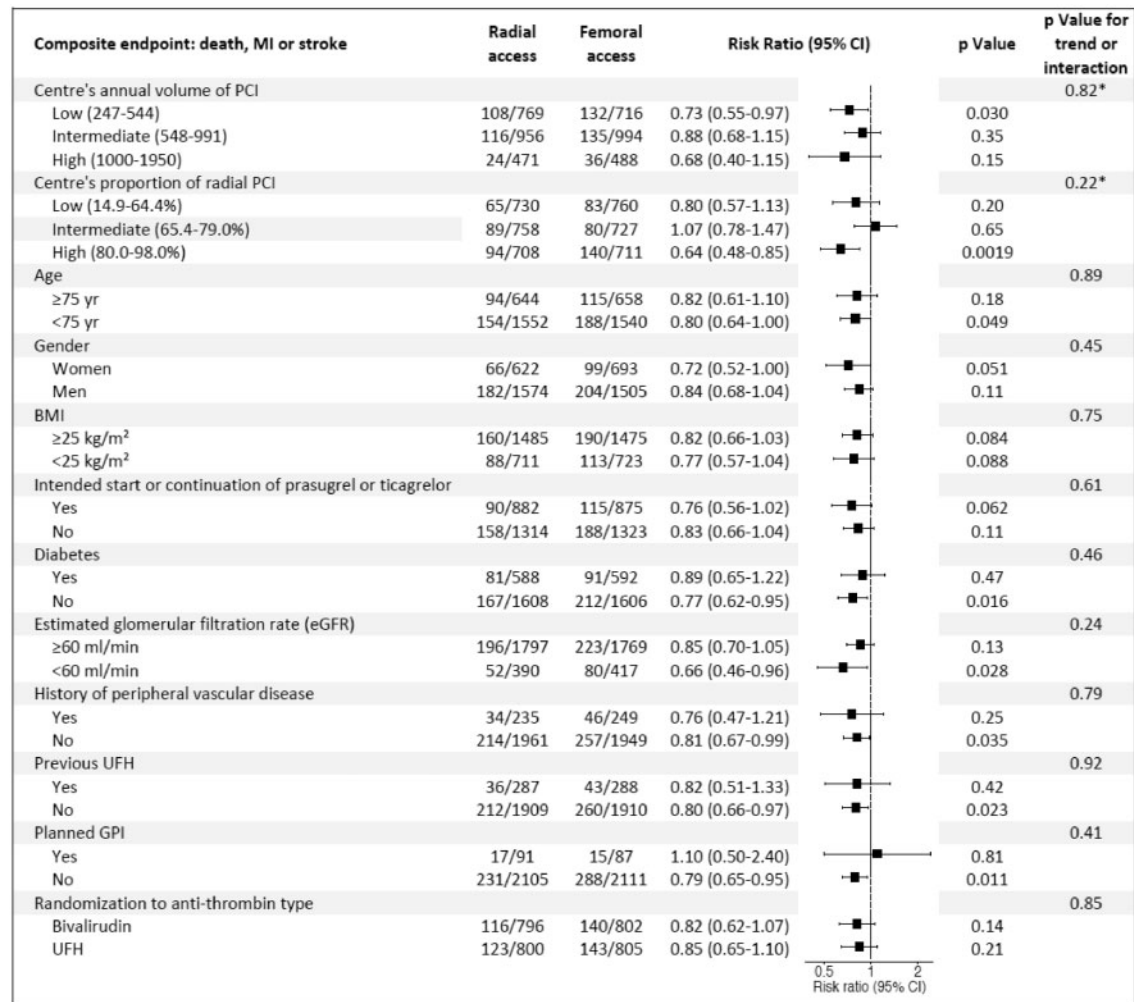 Composite endpoint: death, MI or stroke Radial access Femoral access Risk Ratio (95% CI) p Value p Value for trend or interaction
Centre's annual volume of PCI 0.82*
Low (247-544) 108/769 132/716 0.73 (0.55-0.97) 0.030
Intermediate (548-991) 116/956 135/994 0.88 (0.68-1.15) 0.35
High (1000-1950) 24/471 36/488 0.68 (0.40-1.15) 0.15
Centre's proportion of radial PCI 0.22*
Low (14.9-64.4%) 65/730 83/760 0.80 (0.57-1.13) 0.20
Intermediate (65.4-79.0%) 89/758 80/727 1.07 (0.78-1.47) 0.65
High (80.0-98.0%) 94/708 140/711 0.64 (0.48-0.85) 0.0019
Age 0.89
≥75 yr 94/644 115/658 0.82 (0.61-1.10) 0.18
<75 yr 154/1552 188/1540 0.80 (0.64-1.00) 0.049
Gender 0.45
Women 66/622 99/693 0.72 (0.52-1.00) 0.051
Men 182/1574 204/1505 0.84 (0.68-1.04) 0.11
BMI 0.75
≥25 kg/m² 160/1485 190/1475 0.82 (0.66-1.03) 0.084
<25 kg/m² 88/711 113/723 0.77 (0.57-1.04) 0.088
Intended start or continuation of prasugrel or ticagrelor 0.61
Yes 90/882 115/875 0.76 (0.56-1.02) 0.062
No 158/1314 188/1323 0.83 (0.66-1.04) 0.11
Diabetes 0.46
Yes 81/588 91/592 0.89 (0.65-1.22) 0.47
No 167/1608 212/1606 0.77 (0.62-0.95) 0.016
Estimated glomerular filtration rate (eGFR) 0.24
≥60 ml/min 196/1797 223/1769 0.85 (0.70-1.05) 0.13
<60 ml/min 52/390 80/417 0.66 (0.46-0.96) 0.028
History of peripheral vascular disease 0.79
Yes 34/235 46/249 0.76 (0.47-1.21) 0.25
No 214/1961 257/1949 0.81 (0.67-0.99) 0.035
Previous UFH 0.92
Yes 36/287 43/288 0.82 (0.51-1.33) 0.42
No 212/1909 260/1910 0.80 (0.66-0.97) 0.023
Planned GPI 0.41
Yes 17/91 15/87 1.10 (0.50-2.40) 0.81
No 231/2105 288/2111 0.79 (0.65-0.95) 0.011
Randomization to anti-thrombin type 0.85
Bivalirudin 116/796 140/802 0.82 (0.62-1.07) 0.14
UFH 123/800 143/805 0.85 (0.65-1.10) 0.21
0.5 1 2
Risk ratio (95% CI)